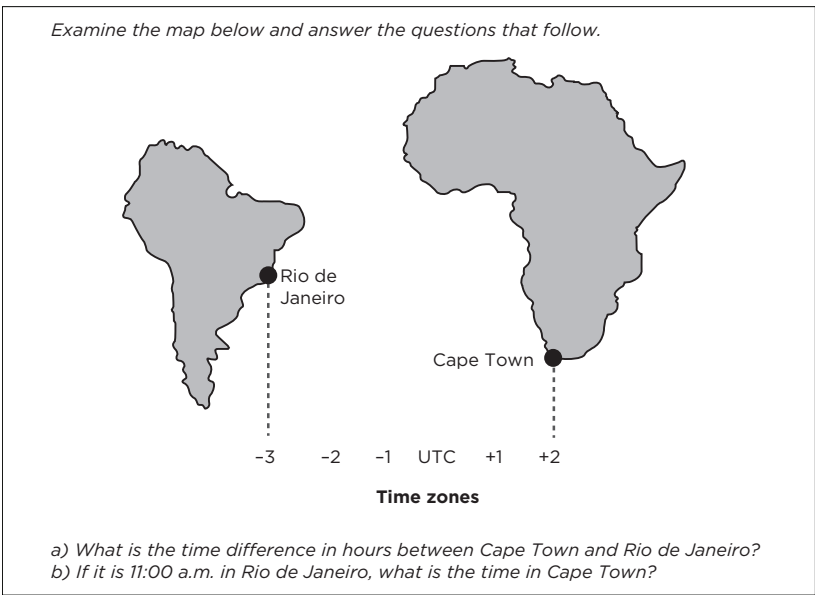 Examine the map below and answer the questions that follow.
Rio de
Janeiro
Cape Town
–3 –2 –1 UTC +1 +2
Time zones
a) What is the time difference in hours between Cape Town and Rio de Janeiro?
b) If it is 11:00 a.m. in Rio de Janeiro, what is the time in Cape Town?